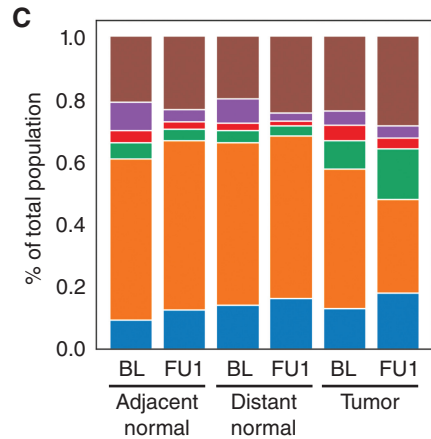 C
% of total population
1.0
0.8
0.6
0.4
0.2
0.0
BL FU1 BL FU1 BL FU1
Adjacent normal
Distant normal
Tumor